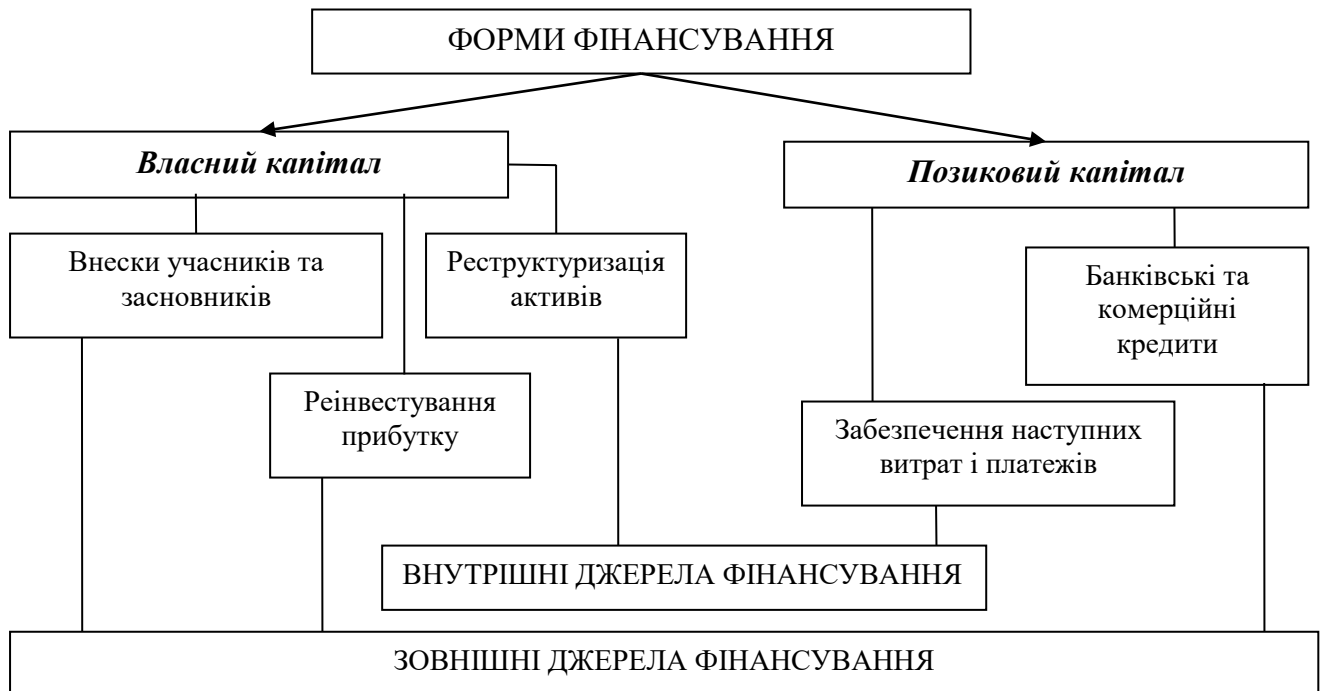 ФОРМИ ФІНАНСУВАННЯ
Власний капітал
Позиковий капітал
Внески учасників та
засновників
Реструктуризація
активів
Банківські та
комерційні
кредити
Реінвестування
прибутку
Забезпечення наступних
витрат і платежів
ВНУТРІШНІ ДЖЕРЕЛА ФІНАНСУВАННЯ
ЗОВНІШНІ ДЖЕРЕЛА ФІНАНСУВАННЯ